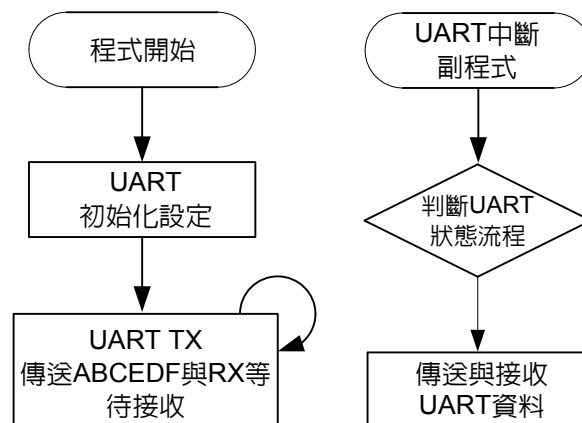 程式開始
UART
初始化設定
UART TX
傳送ABCEDF與RX等
待接收
UART中斷
副程式
判斷UART
狀態流程
傳送與接收
UART資料